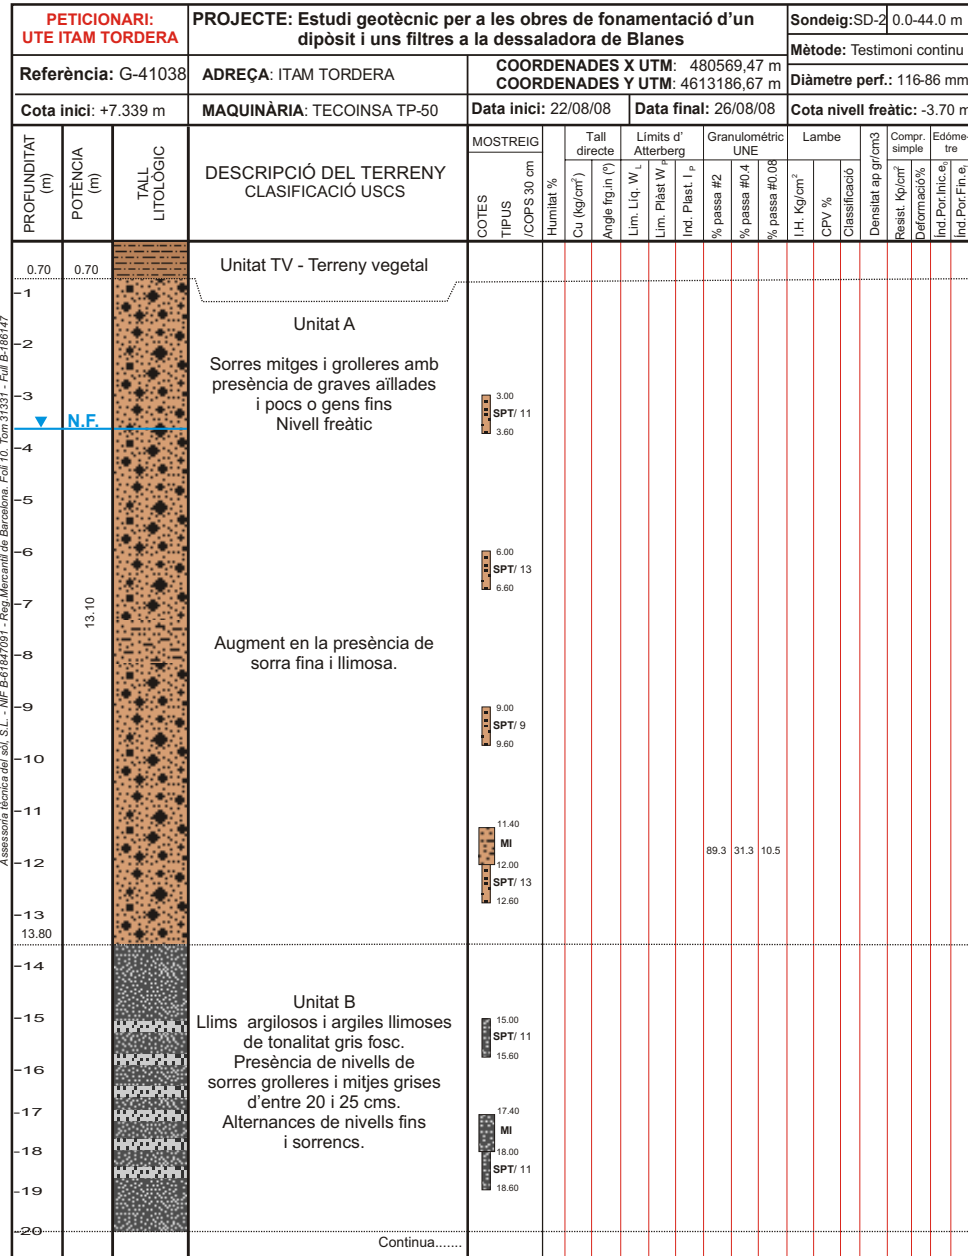 PETICIONARI:
UTE ITAM TORDERA
PROJECTE: Estudi geotècnic per a les obres de fonamentació d'un
dipòsit i uns filtres a la dessaladora de Blanes
Sondeig:SD-2 0.0-44.0 m
Mètode: Testimoni continu
Referència: G-41038
ADREÇA: ITAM TORDERA
COORDENADES X UTM: 480569,47 m
COORDENADES Y UTM: 4613186,67 m
Diàmetre perf.: 116-86 mm
Cota inici: +7.339 m
MAQUINÀRIA: TECOINSA TP-50
Data inici: 22/08/08
Data final: 26/08/08
Cota nivell freàtic: -3.70 m
PROFUNDITAT
(m)
POTÈNCIA
(m)
TALL
LITOLÒGIC
DESCRIPCIÓ DEL TERRENY
CLASIFICACIÓ USCS
MOSTREIG
COTES
TIPUS
/COPS 30 cm
Humitat %
Tall
directe
Cu (kg/cm²)
Angle frg.in (º)
Límits d'
Atterberg
Lim. Líq. W L
Lim. Plàst W P
Ind. Plast. I P
Granulométric
UNE
% passa #2
% passa #0.4
% passa #0.08
Lambe
I.H. Kg/cm²
CPV %
Classificació
Densitat ap gr/cm3
Compr.
simple
Resist. Kp/cm²
Deformació%
Edóme-
tre
Índ.Por.Inic.e₀
Índ.Por.Fin.e f
0.70 0.70
Unitat TV - Terreny vegetal
-1
Unitat A
-2
Sorres mitges i grolleres amb
presència de graves aïllades
i pocs o gens fins
Nivell freàtic
-3
3.00
SPT/ 11
3.60
N.F.
-4
-5
-6
6.00
SPT/ 13
6.60
-7
13.10
Augment en la presència de
sorra fina i llimosa.
-8
-9
9.00
SPT/ 9
9.60
-10
-11
11.40
MI
89.3 31.3 10.5
-12
12.00
SPT/ 13
12.60
-13
13.80
-14
Unitat B
Llims argilosos i argiles llimoses
de tonalitat gris fosc.
Presència de nivells de
sorres grolleres i mitjes grises
d'entre 20 i 25 cms.
Alternances de nivells fins
i sorrencs.
-15
15.00
SPT/ 11
15.60
-16
-17
17.40
MI
-18
18.00
SPT/ 11
18.60
-19
-20
Continua.......
Assessoria tècnica del sòl, S.L. - NIF B-61847091 - Reg.Mercantil de Barcelona. Foli 10. Tom 31331 - Full B-186147